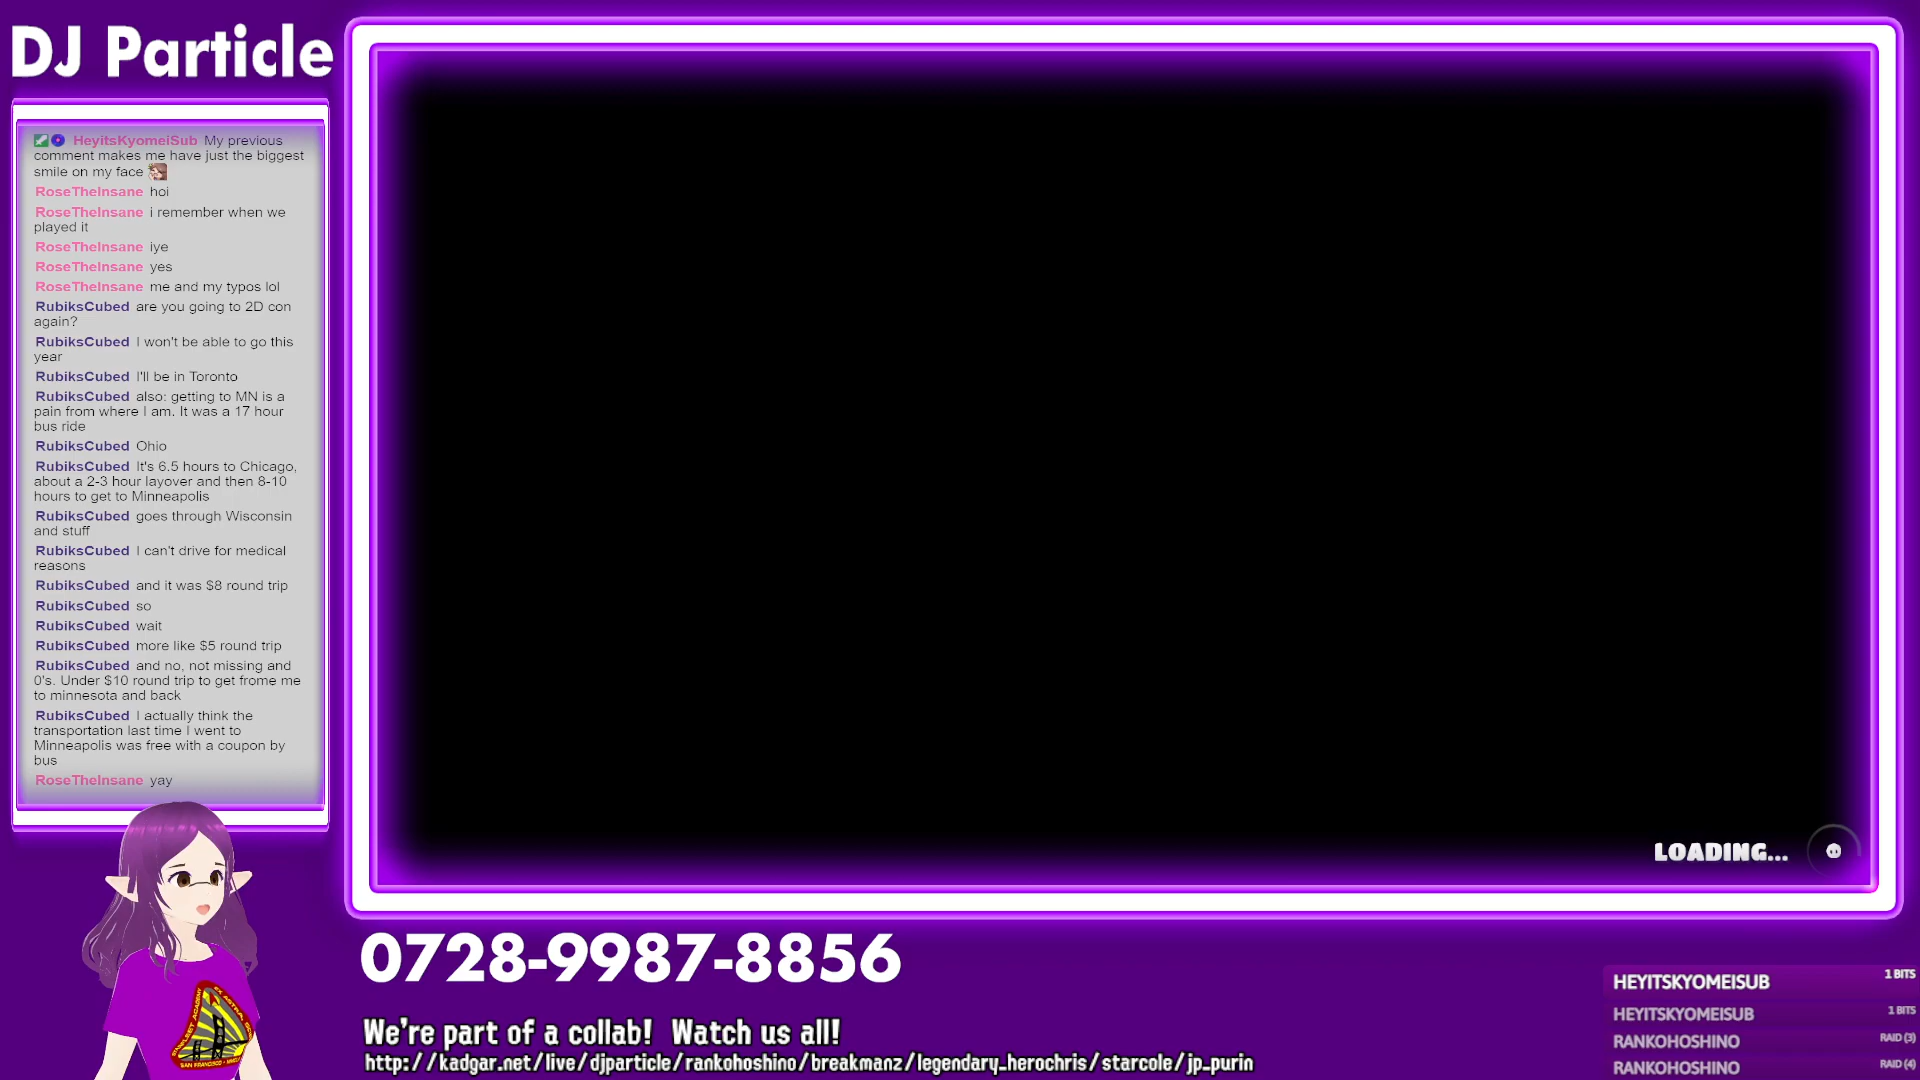 DJ Particle
HeyitsKyomeiSub My previous
comment makes me have just the biggest
smile on my face
RoseTheInsane hoi
RoseTheInsane i remember when we
played it
RoseTheInsane iye
RoseTheInsane yes
RoseTheInsane me and my typos lol
RubiksCubed are you going to 2D con
again?
RubiksCubed I won't be able to go this
year
RubiksCubed I'll be in Toronto
RubiksCubed also: getting to MN is a
pain from where I am. It was a 17 hour
bus ride
RubiksCubed Ohio
RubiksCubed It's 6.5 hours to Chicago,
about a 2-3 hour layover and then 8-10
hours to get to Minneapolis
RubiksCubed goes through Wisconsin
and stuff
RubiksCubed I can't drive for medical
reasons
RubiksCubed and it was $8 round trip
RubiksCubed so
RubiksCubed wait
RubiksCubed more like $5 round trip
RubiksCubed and no, not missing and
0's. Under $10 round trip to get frome me
to minnesota and back
RubiksCubed I actually think the
transportation last time I went to
Minneapolis was free with a coupon by
bus
RoseTheInsane yay
LOADING...
0728-9987-8856
We're part of a collab! Watch us all!
http://kadgar.net/live/djparticle/rankohoshino/breakmanz/legendary_herochris/starcole/jp_purin
HEYITSKYOMEISUB 1 BITS
HEYITSKYOMEISUB 1 BITS
RANKOHOSHINO RAID (3)
RANKOHOSHINO RAID (4)
STARFLEET ACADEMY
EX ASTRIS, SCI
SAN FRANCISCO